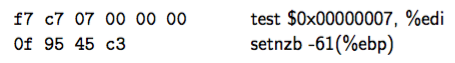 f7 c7 07 00 00 00 test $0x00000007, %edi
0f 95 45 c3 setnzb -61(%ebp)